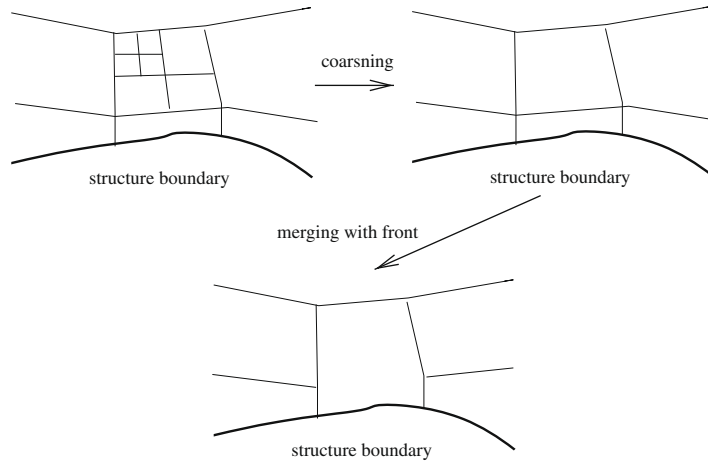 coarsning
structure boundary
structure boundary
merging with front
structure boundary